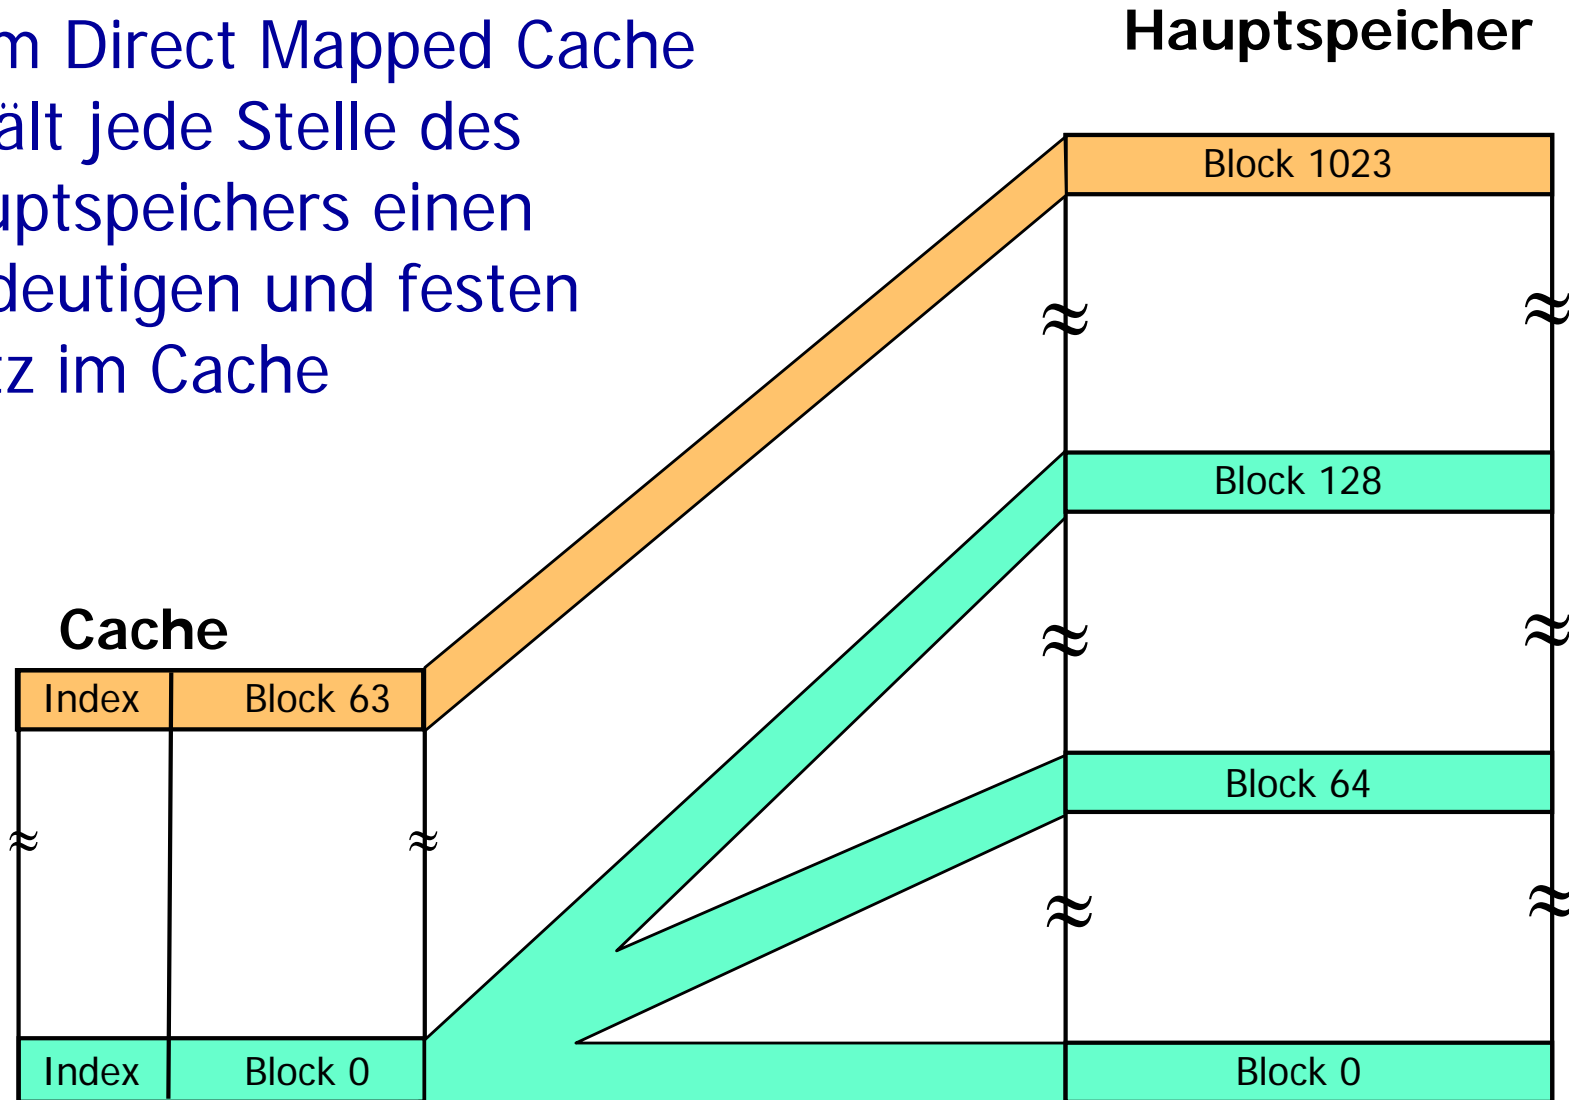 m Direct Mapped Cache
ält jede Stelle des
uptspeichers einen
deutigen und festen
tz im Cache
Hauptspeicher
Block 1023
Block 128
Cache
Index Block 63
Block 64
Index Block 0
Block 0